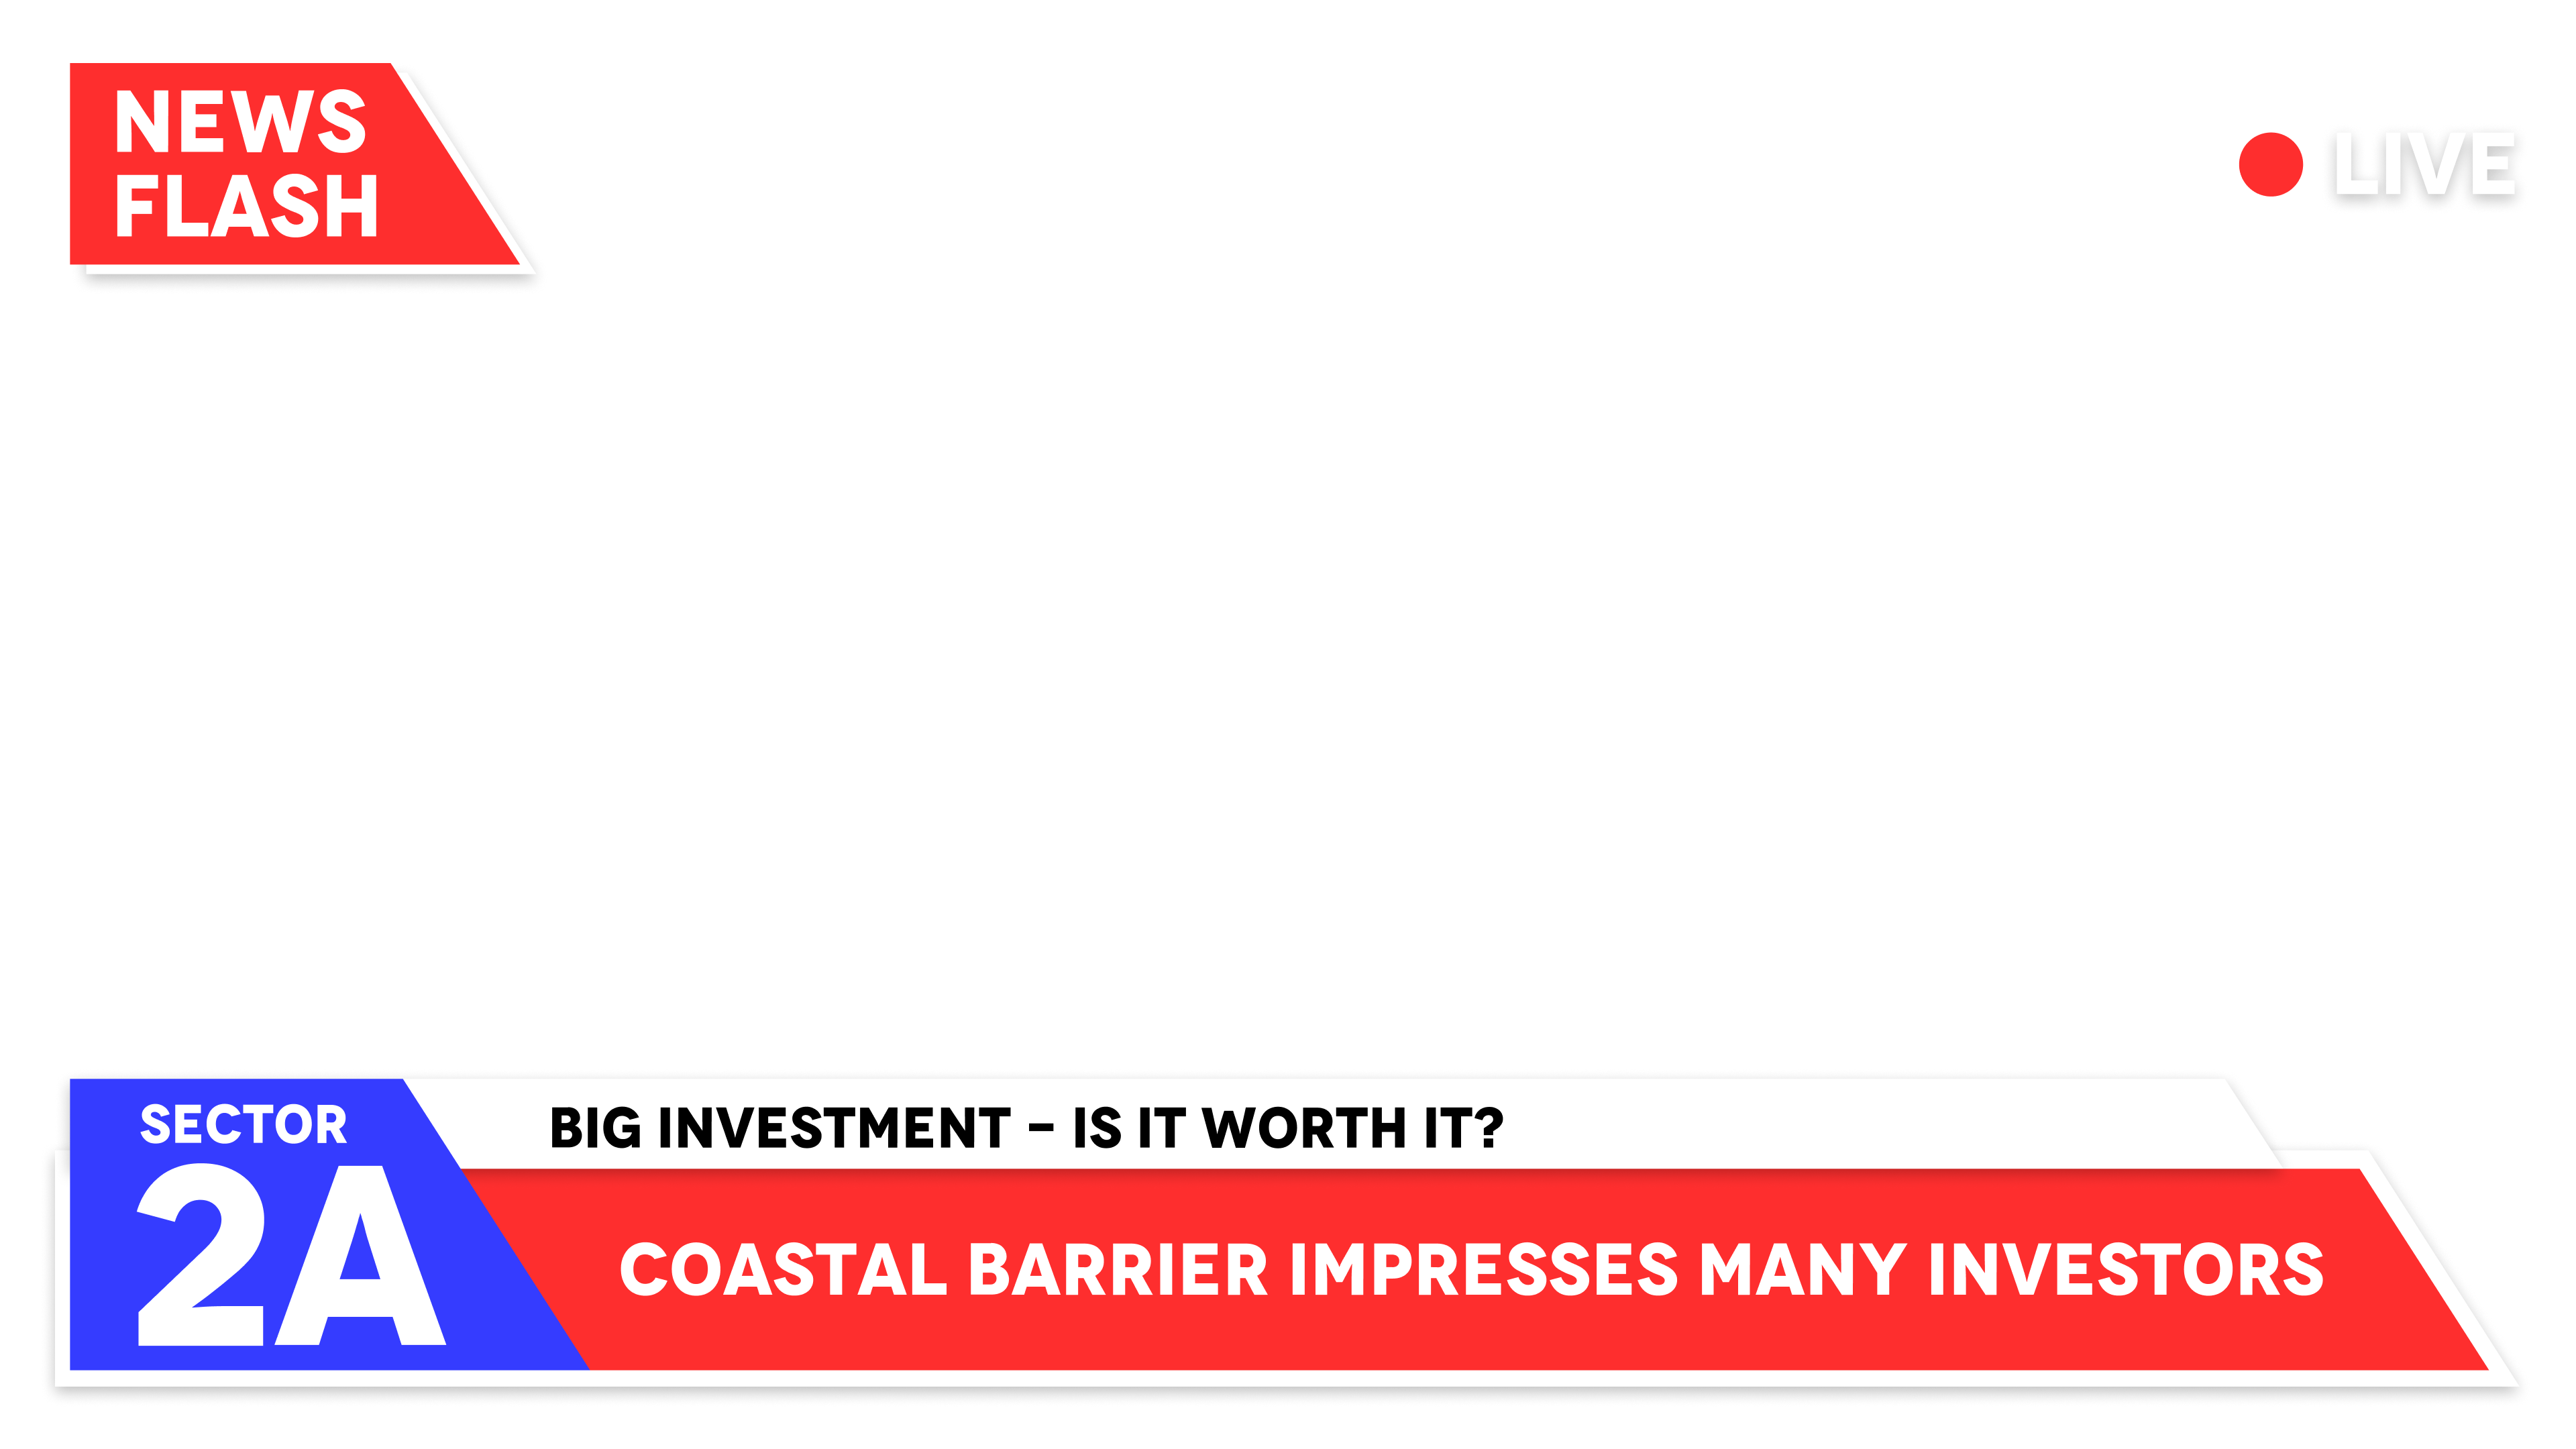 NEWS
FLASH
LIVE
SECTOR
2A
BIG INVESTMENT - IS IT WORTH IT?
COASTAL BARRIER IMPRESSES MANY INVESTORS